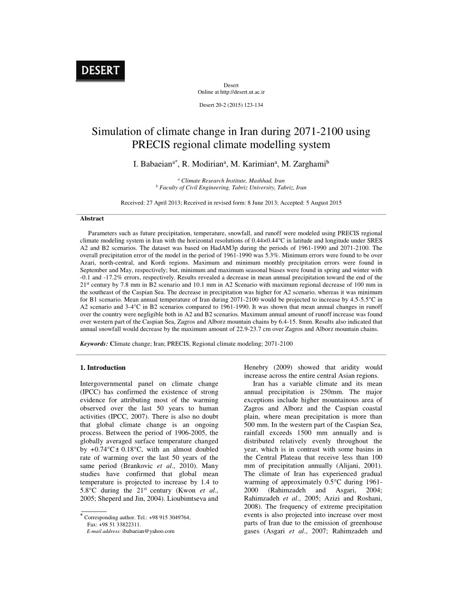 DESERT
Desert
Online at http://desert.ut.ac.ir
Desert 20-2 (2015) 123-134
Simulation of climate change in Iran during 2071-2100 using
PRECIS regional climate modelling system
I. Babaeianᵃ*, R. Modirianᵃ, M. Karimianᵃ, M. Zarghamiᵇ
ᵃ Climate Research Institute, Mashhad, Iran
ᵇ Faculty of Civil Engineering, Tabriz University, Tabriz, Iran
Received: 27 April 2013; Received in revised form: 8 June 2013; Accepted: 5 August 2015
Abstract
Parameters such as future precipitation, temperature, snowfall, and runoff were modeled using PRECIS regional
climate modeling system in Iran with the horizontal resolutions of 0.44×0.44°C in latitude and longitude under SRES
A2 and B2 scenarios. The dataset was based on HadAM3p during the periods of 1961-1990 and 2071-2100. The
overall precipitation error of the model in the period of 1961-1990 was 5.3%. Minimum errors were found to be over
Azari, north-central, and Kordi regions. Maximum and minimum monthly precipitation errors were found in
September and May, respectively; but, minimum and maximum seasonal biases were found in spring and winter with
-0.1 and -17.2% errors, respectively. Results revealed a decrease in mean annual precipitation toward the end of the
21ˢᵗ century by 7.8 mm in B2 scenario and 10.1 mm in A2 Scenario with maximum regional decrease of 100 mm in
the southeast of the Caspian Sea. The decrease in precipitation was higher for A2 scenario, whereas it was minimum
for B1 scenario. Mean annual temperature of Iran during 2071-2100 would be projecting to increase by 4.5-5.5°C in
A2 scenario and 3-4°C in B2 scenarios compared to 1961-1990. It was shown that mean annual changes in runoff
over the country were negligible both in A2 and B2 scenarios. Maximum annual amount of runoff increase was found
over western part of the Caspian Sea, Zagros and Alborz mountain chains by 6.4-15. 8mm. Results also indicated that
annual snowfall would decrease by the maximum amount of 22.9-23.7 cm over Zagros and Alborz mountain chains.
Keywords: Climate change; Iran; PRECIS, Regional climate modeling; 2071-2100
1. Introduction
Intergovernmental panel on climate change
(IPCC) has confirmed the existence of strong
evidence for attributing most of the warming
observed over the last 50 years to human
activities (IPCC, 2007). There is also no doubt
that global climate change is an ongoing
process. Between the period of 1906-2005, the
globally averaged surface temperature changed
by +0.74°C± 0.18°C, with an almost doubled
rate of warming over the last 50 years of the
same period (Brankovic et al., 2010). Many
studies have confirmed that global mean
temperature is projected to increase by 1.4 to
5.8°C during the 21ˢᵗ century (Kwon et al.,
2005; Sheperd and Jin, 2004). Lioubimtseva and
* Corresponding author. Tel.: +98 915 3049764,
Fax: +98 51 33822311.
E-mail address: ibabaeian@yahoo.com
Henebry (2009) showed that aridity would
increase across the entire central Asian regions.
Iran has a variable climate and its mean
annual precipitation is 250mm. The major
exceptions include higher mountainous area of
Zagros and Alborz and the Caspian coastal
plain, where mean precipitation is more than
500 mm. In the western part of the Caspian Sea,
rainfall exceeds 1500 mm annually and is
distributed relatively evenly throughout the
year, which is in contrast with some basins in
the Central Plateau that receive less than 100
mm of precipitation annually (Alijani, 2001).
The climate of Iran has experienced gradual
warming of approximately 0.5°C during 1961-
2000 (Rahimzadeh and Asgari, 2004;
Rahimzadeh et al., 2005; Azizi and Roshani,
2008). The frequency of extreme precipitation
events is also projected into increase over most
parts of Iran due to the emission of greenhouse
gases (Asgari et al., 2007; Rahimzadeh and